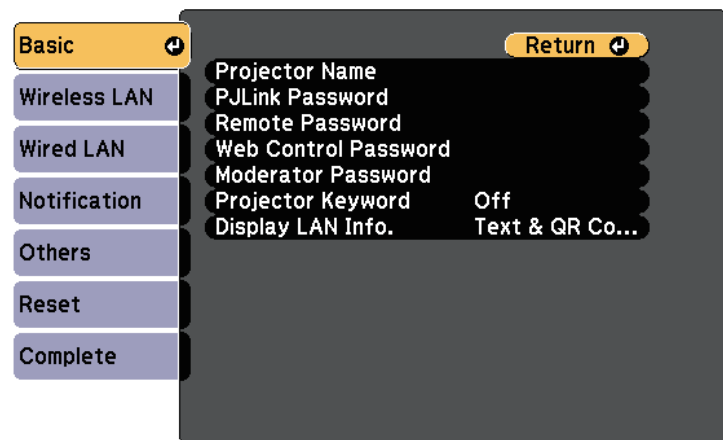 Basic
Wireless LAN
Wired LAN
Notification
Others
Reset
Complete
Return
Projector Name
PJLink Password
Remote Password
Web Control Password
Moderator Password
Projector Keyword Off
Display LAN Info. Text & QR Co...